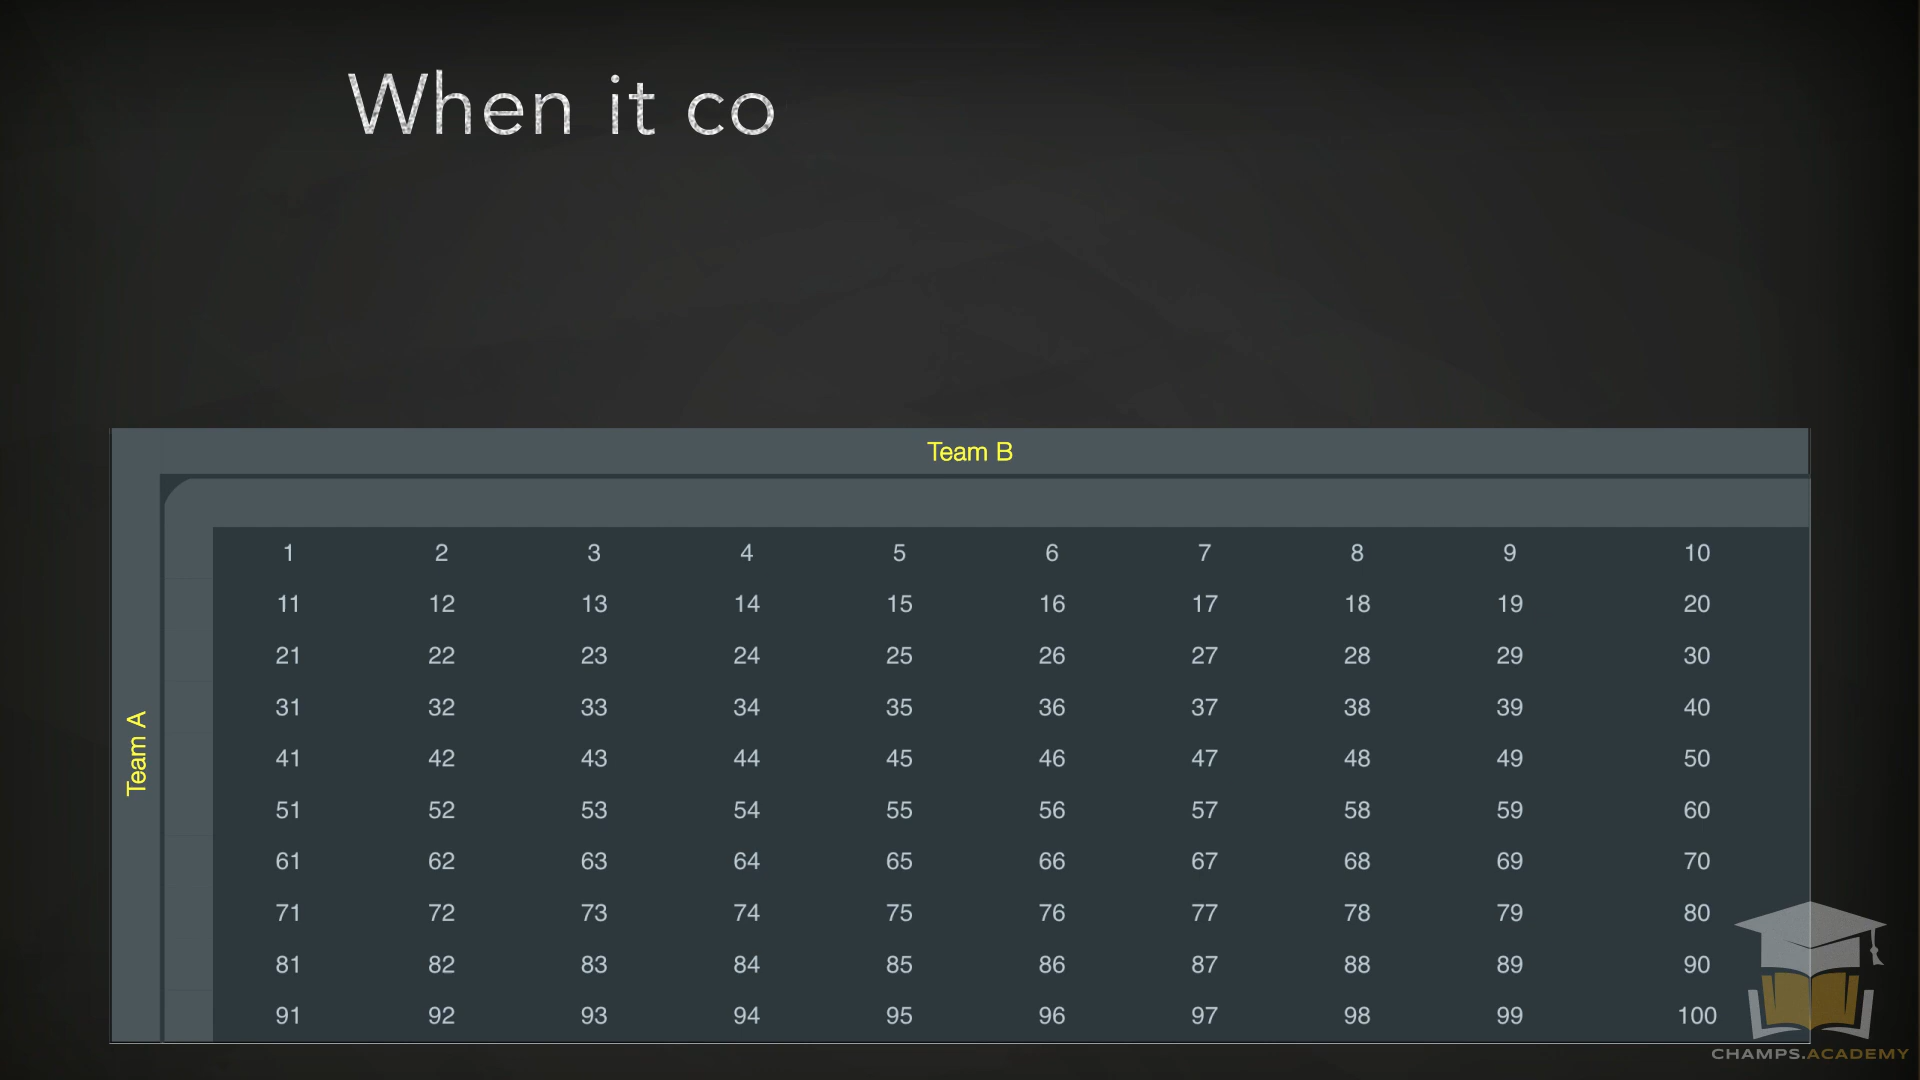 When it co
Team B
Team A
1 2 3 4 5 6 7 8 9 10
11 12 13 14 15 16 17 18 19 20
21 22 23 24 25 26 27 28 29 30
31 32 33 34 35 36 37 38 39 40
41 42 43 44 45 46 47 48 49 50
51 52 53 54 55 56 57 58 59 60
61 62 63 64 65 66 67 68 69 70
71 72 73 74 75 76 77 78 79 80
81 82 83 84 85 86 87 88 89 90
91 92 93 94 95 96 97 98 99 100
CHAMPS.ACADEMY